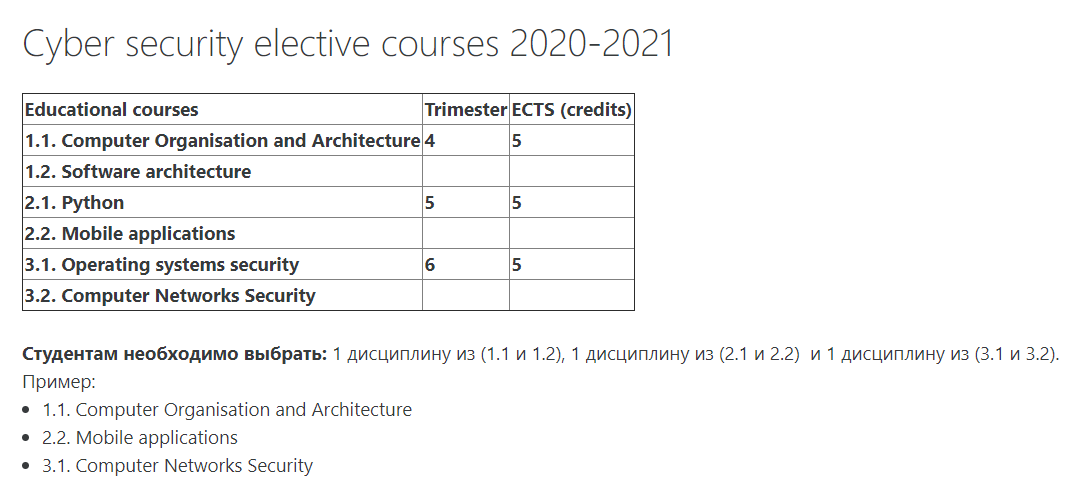 Cyber security elective courses 2020-2021
Educational courses Trimester ECTS (credits)
1.1. Computer Organisation and Architecture 4 5
1.2. Software architecture
2.1. Python 5 5
2.2. Mobile applications
3.1. Operating systems security 6 5
3.2. Computer Networks Security
Студентам необходимо выбрать: 1 дисциплину из (1.1 и 1.2), 1 дисциплину из (2.1 и 2.2) и 1 дисциплину из (3.1 и 3.2).
Пример:
• 1.1. Computer Organisation and Architecture
• 2.2. Mobile applications
• 3.1. Computer Networks Security